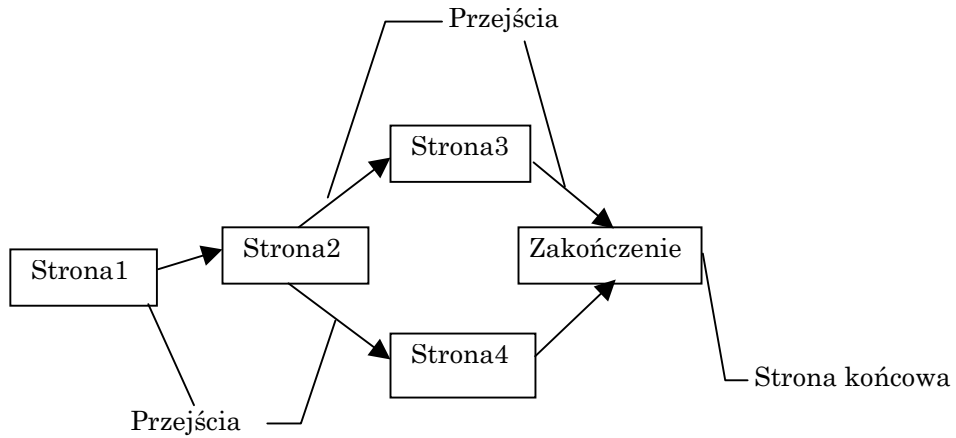 Przejścia
Strona3
Strona2
Zakończenie
Strona1
Strona4
Strona końcowa
Przejścia